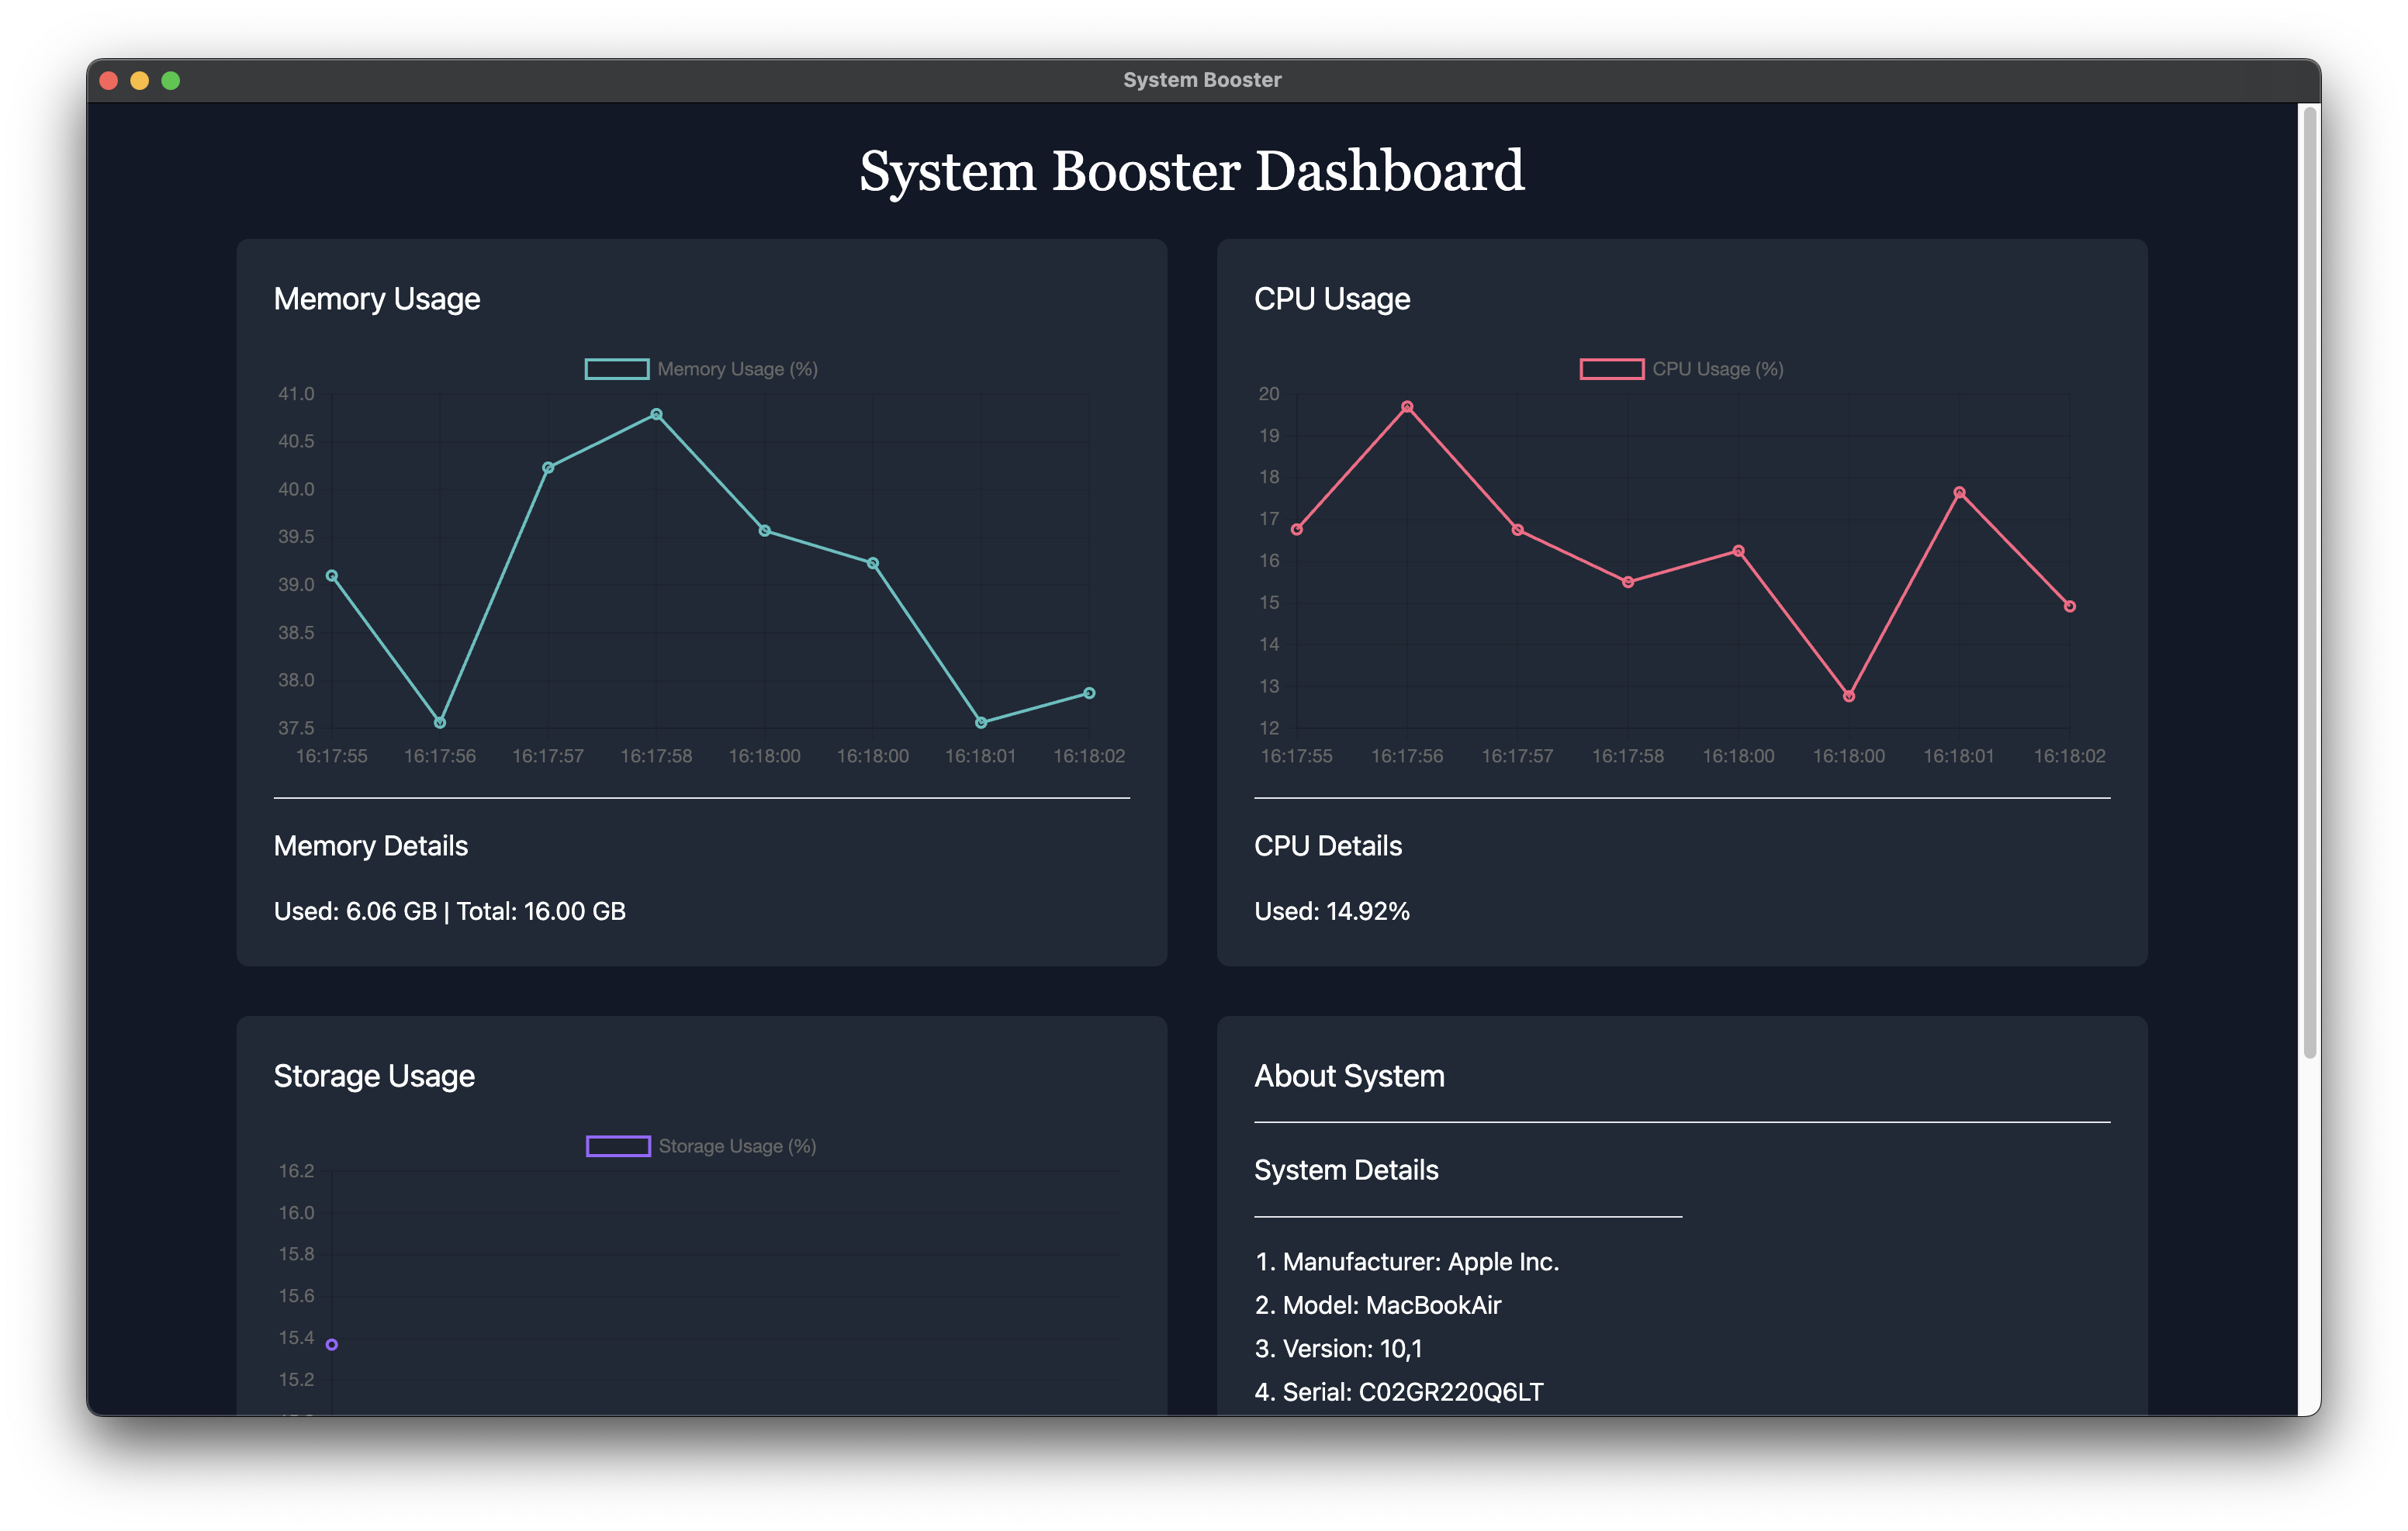 System Booster
System Booster Dashboard
Memory Usage
Memory Usage (%)
41.0
40.5
40.0
39.5
39.0
38.5
38.0
37.5
16:17:55 16:17:56 16:17:57 16:17:58 16:18:00 16:18:00 16:18:01 16:18:02
Memory Details
Used: 6.06 GB | Total: 16.00 GB
CPU Usage
CPU Usage (%)
20
19
18
17
16
15
14
13
12
16:17:55 16:17:56 16:17:57 16:17:58 16:18:00 16:18:00 16:18:01 16:18:02
CPU Details
Used: 14.92%
Storage Usage
Storage Usage (%)
16.2
16.0
15.8
15.6
15.4
15.2
About System
System Details
1. Manufacturer: Apple Inc.
2. Model: MacBookAir
3. Version: 10,1
4. Serial: C02GR220Q6LT